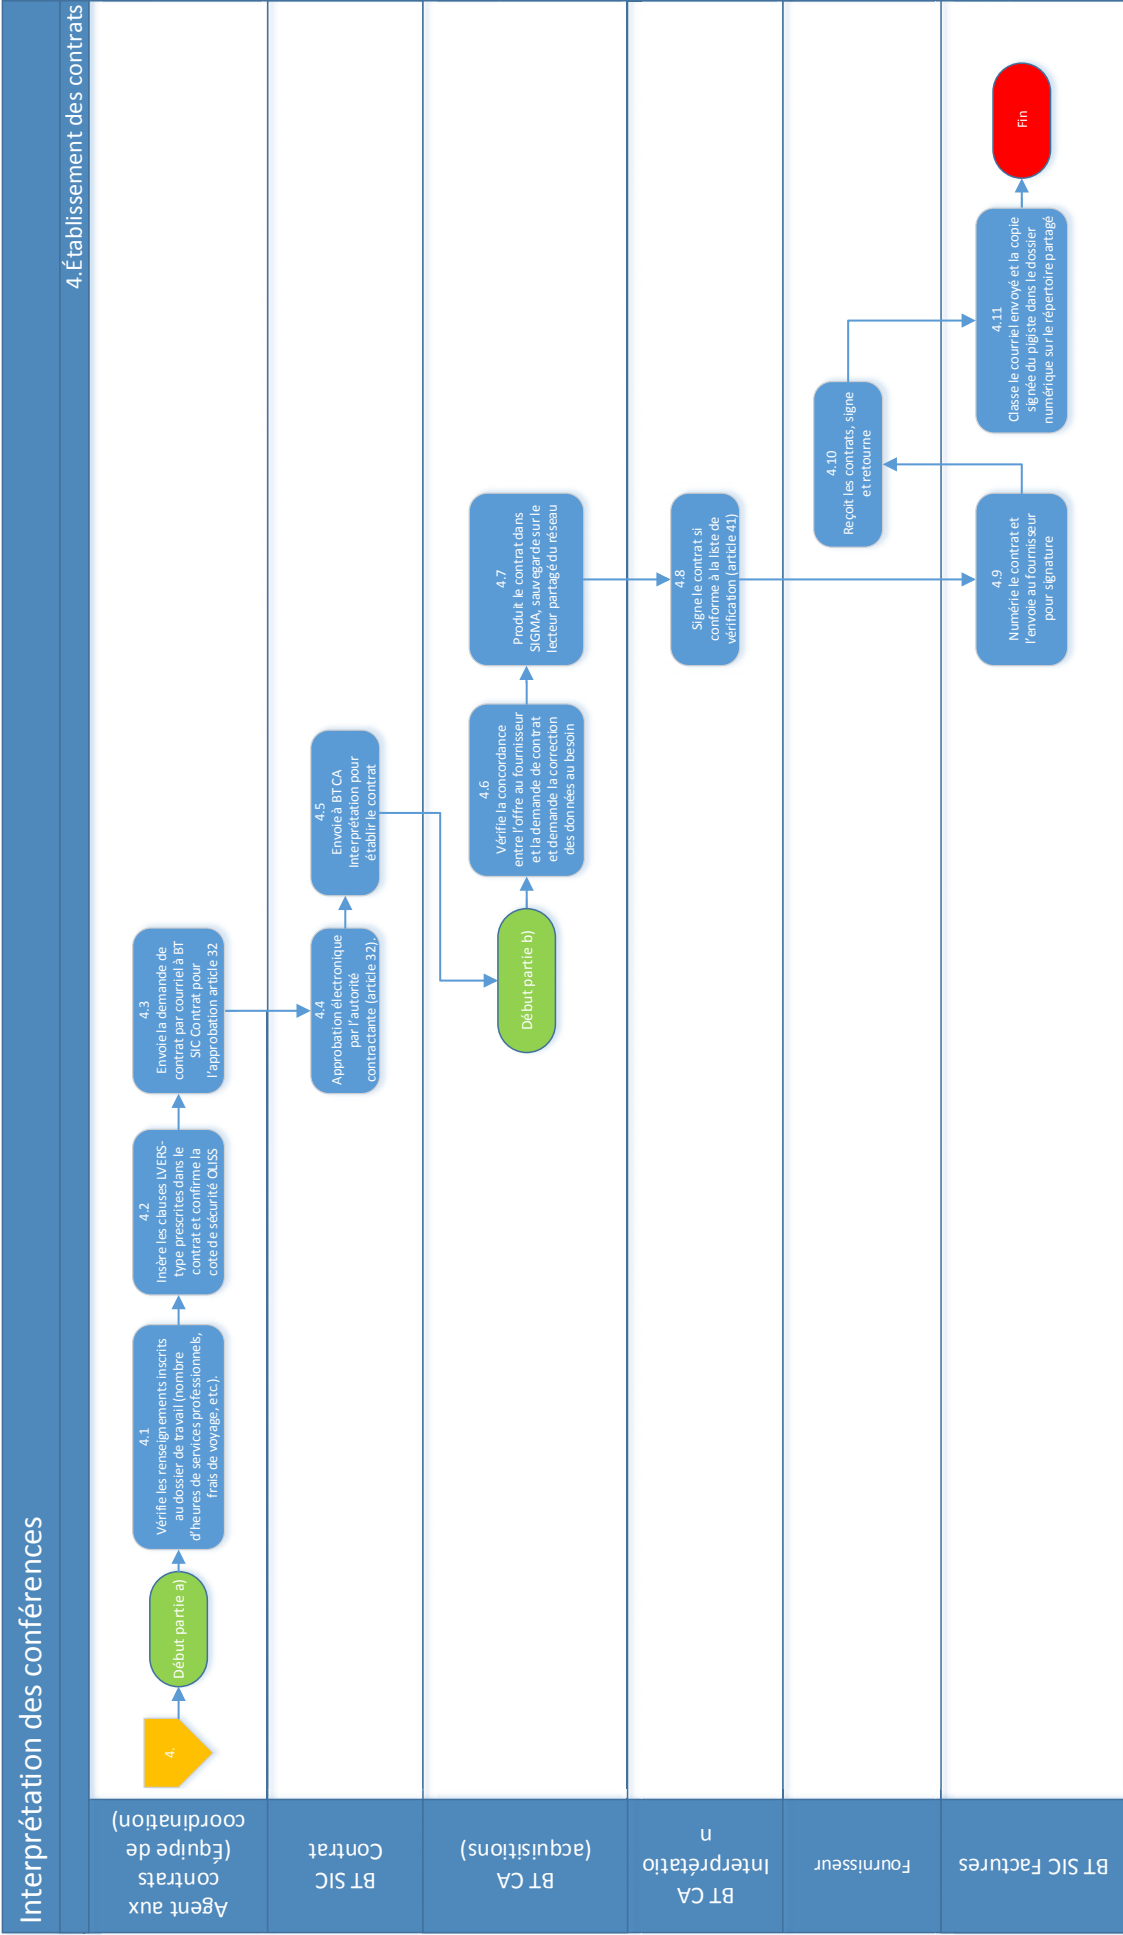 Interprétation des conférences
4.Établissement des contrats
Agent aux
contrats
(Équipe de
coordination)
4.
Début partie a)
4.1
Vérifie les renseignements inscrits
au dossier de travail (nombre
d'heures de services professionnels,
frais de voyage, etc.).
4.2
Insère les clauses LVERS-
type prescrites dans le
contrat et confirme la
cote de sécurité OLISS
4.3
Envoie la demande de
contrat par courriel à BT
SIC Contrat pour
l'approbation article 32
BT SIC
Contrat
4.4
Approbation électronique
par l'autorité
contractante (article 32).
4.5
Envoie à BT CA
Interprétation pour
établir le contrat
BT CA
(acquisitions)
Début partie b)
4.6
Vérifie la concordance
entre l'offre au fournisseur
et la demande de contrat
et demande la correction
des données au besoin
4.7
Produit le contrat dans
SIGMA, sauvegarde sur le
lecteur partagé du réseau
BT CA
Interprétatio
n
4.8
Signe le contrat si
conforme à la liste de
vérification (article 41)
Fournisseur
4.10
Reçoit les contrats, signe
et retourne
BT SIC Factures
4.9
Numérie le contrat et
l'envoie au fournisseur
pour signature
4.11
Classe le courriel envoyé et la copie
signée du pigiste dans le dossier
numérique sur le répertoire partagé
Fin